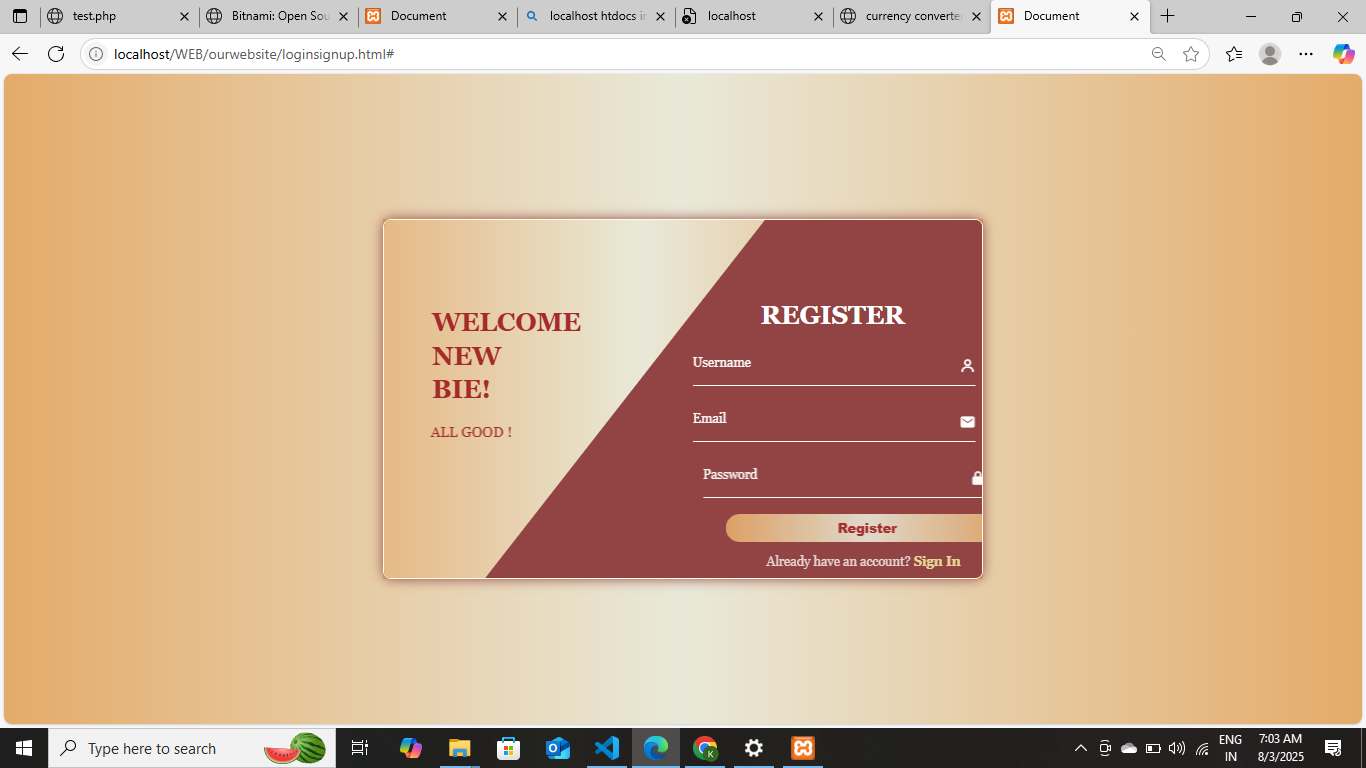 test.php
Bitnami: Open Sou
Document
localhost htdocs in
localhost
currency converter
Document
localhost/WEB/ourwebsite/loginsignup.html#
WELCOME
NEW
BIE!
ALL GOOD !
REGISTER
Username
Email
Password
Register
Already have an account? Sign In
Type here to search
K
ENG
IN
7:03 AM
8/3/2025